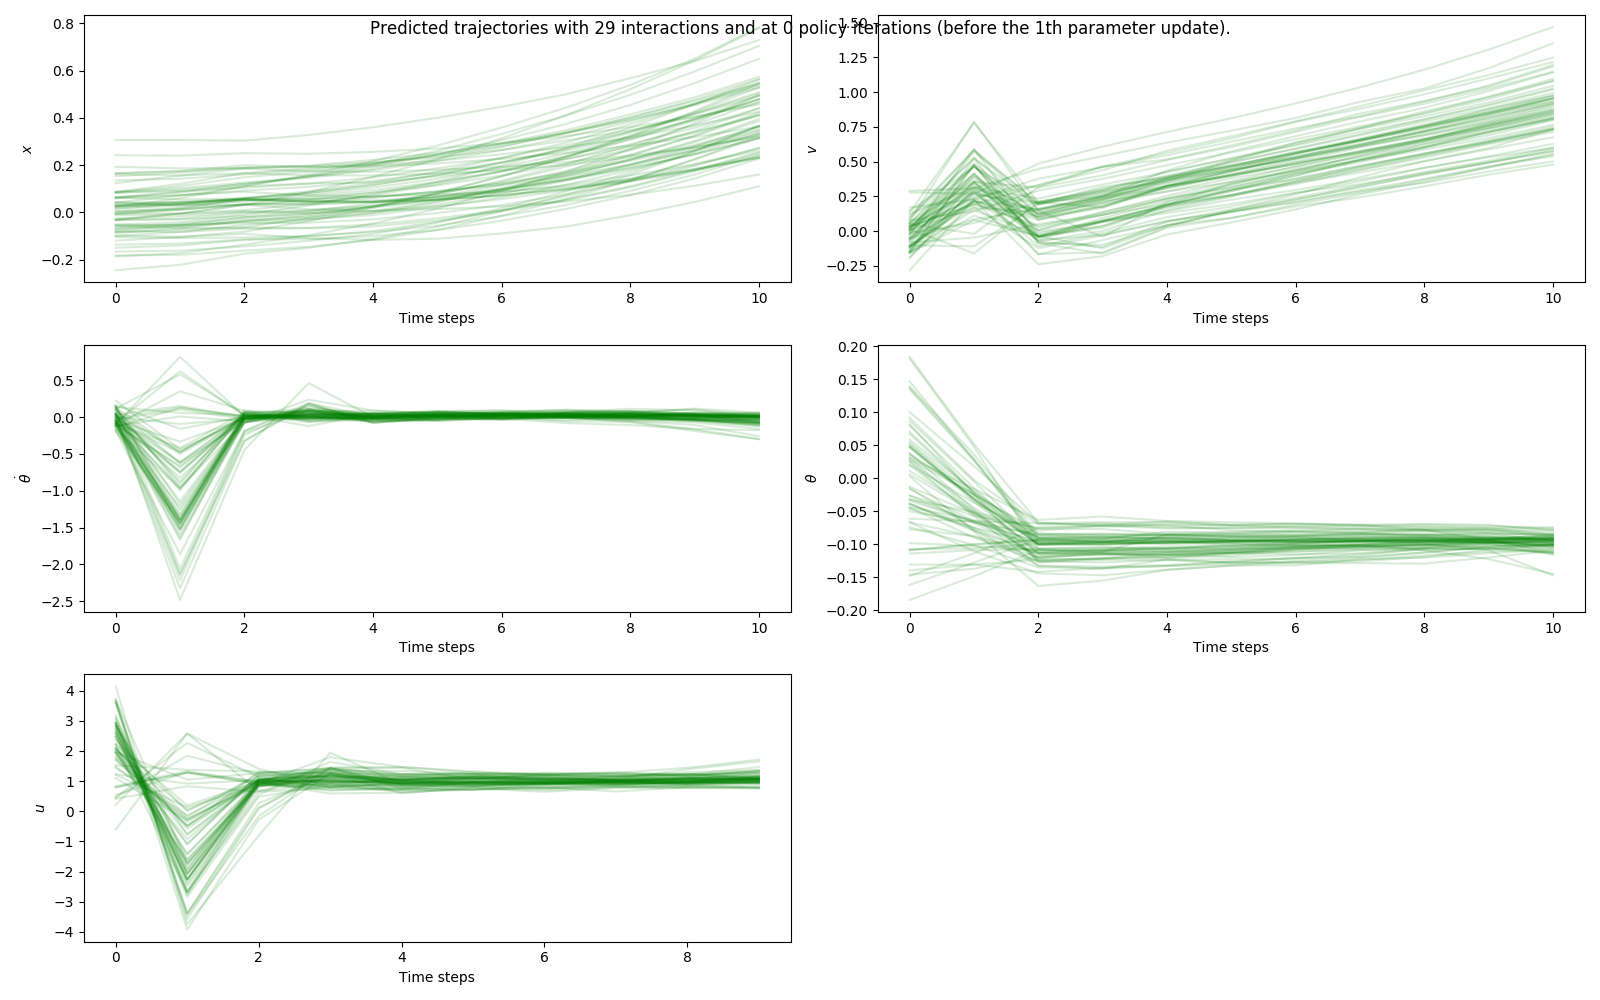 Predicted trajectories with 29 interactions and at 0 policy iterations (before the 1th parameter update).
0.8
0.6
0.4
0.2
0.0
−0.2
x
0 2 4 6 8 10
Time steps
1.50
1.25
1.00
0.75
0.50
0.25
0.00
−0.25
v
0 2 4 6 8 10
Time steps
0.5
0.0
−0.5
−1.0
−1.5
−2.0
−2.5
θ̇
0 2 4 6 8 10
Time steps
0.20
0.15
0.10
0.05
0.00
−0.05
−0.10
−0.15
−0.20
θ
0 2 4 6 8 10
Time steps
4
3
2
1
0
−1
−2
−3
−4
u
0 2 4 6 8
Time steps